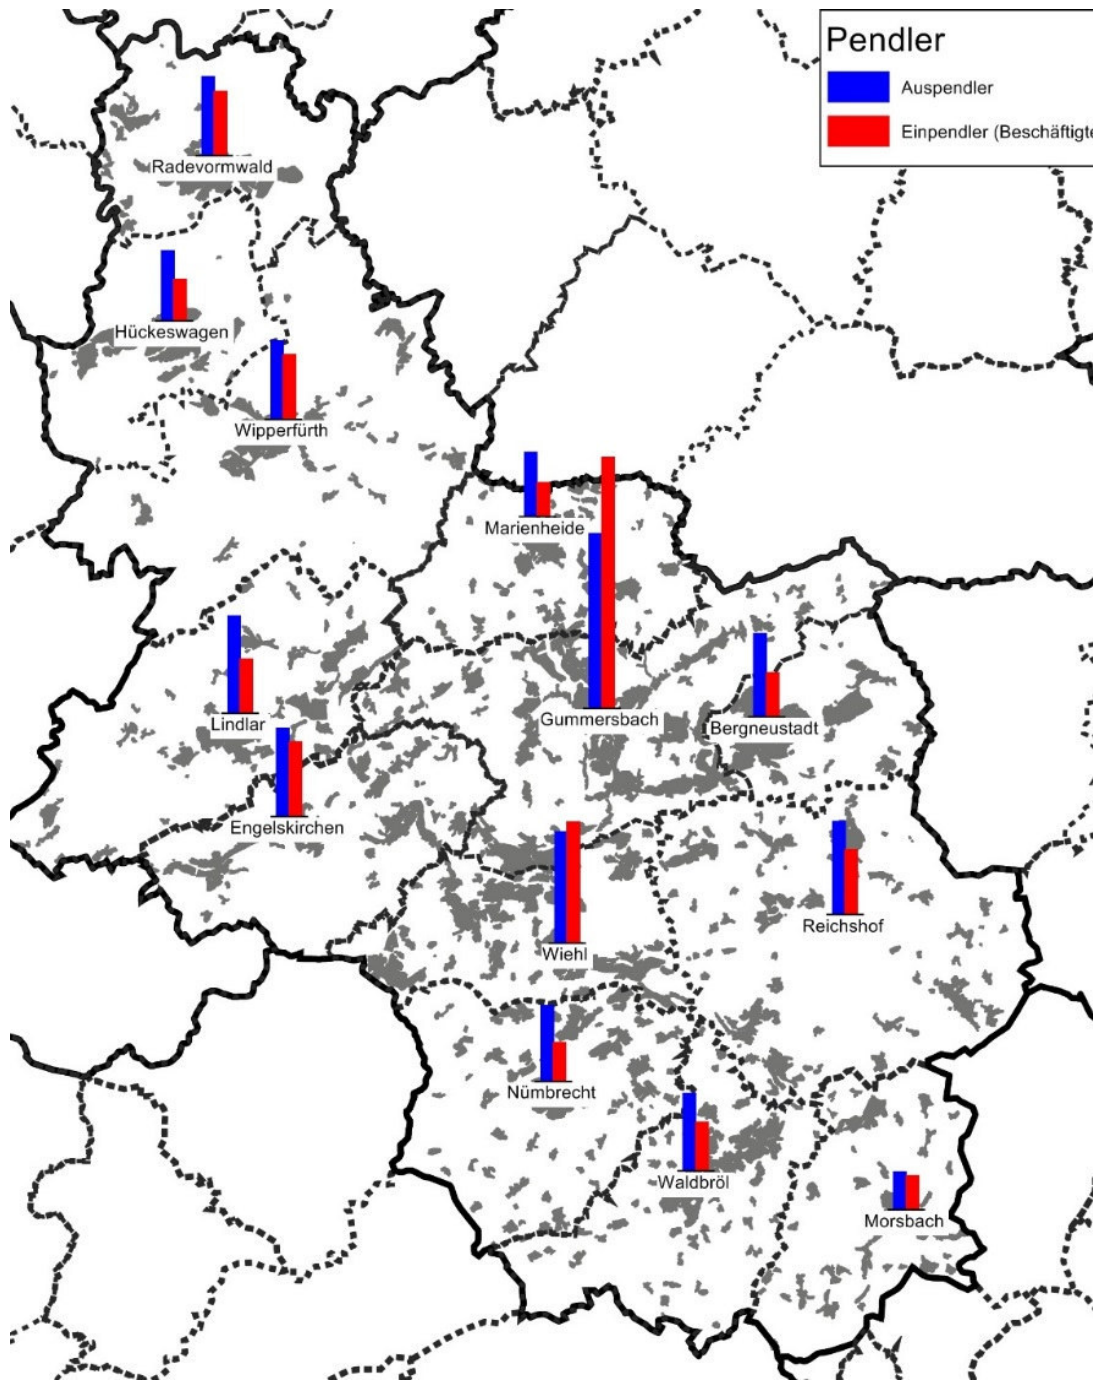 Pendler
Auspendler
Einpendler (Beschäftigte
Radevormwald
Hückeswagen
Wipperfürth
Marienheide
Lindlar
Gummersbach
Bergneustadt
Engelskirchen
Reichshof
Wiehl
Nümbrecht
Waldbröl
Morsbach